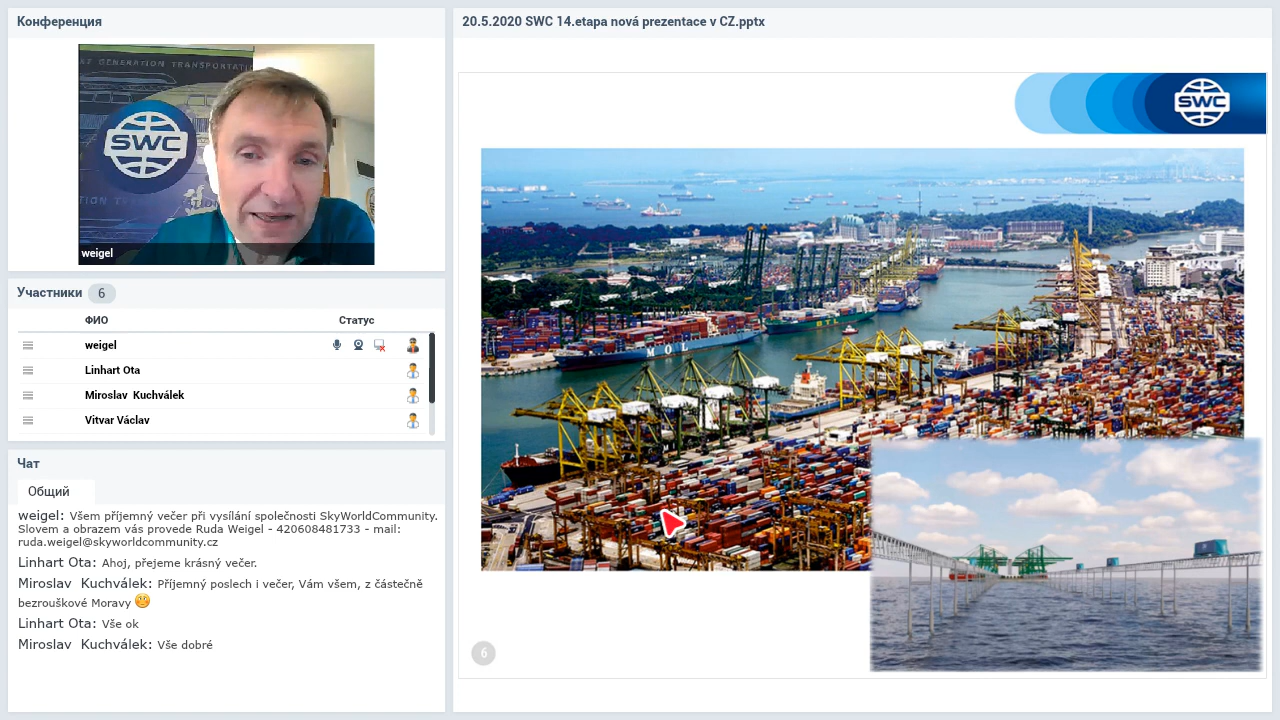 Конференция
NEXT GENERATION TRANSPORTATION
SWC
weigel
Участники 6
ФИО Статус
weigel
Linhart Ota
Miroslav Kuchválek
Vitvar Václav
Чат
Общий
weigel: Všem příjemný večer při vysílání společnosti SkyWorldCommunity.
Slovem a obrazem vás provede Ruda Weigel - 420608481733 - mail:
ruda.weigel@skyworldcommunity.cz
Linhart Ota: Ahoj, přejeme krásný večer.
Miroslav Kuchválek: Příjemný poslech i večer, Vám všem, z částečně
bezrouškové Moravy
Linhart Ota: Vše ok
Miroslav Kuchválek: Vše dobré
20.5.2020 SWC 14.etapa nová prezentace v CZ.pptx
SWC
MOL
6